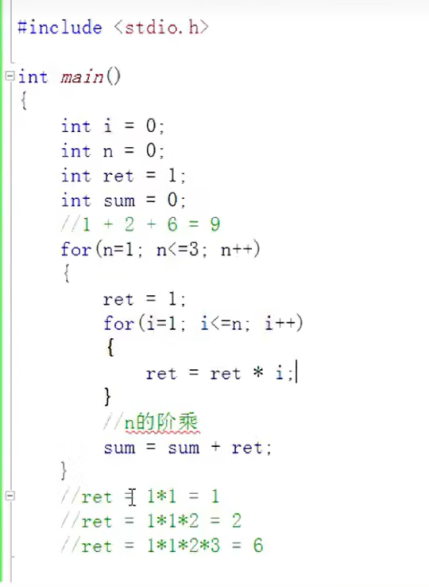 #include <stdio.h>
int main()
{
int i = 0;
int n = 0;
int ret = 1;
int sum = 0;
//1 + 2 + 6 = 9
for(n=1; n<=3; n++)
{
ret = 1;
for(i=1; i<=n; i++)
{
ret = ret * i;
}
//n的阶乘
sum = sum + ret;
}
//ret = 1*1 = 1
//ret = 1*1*2 = 2
//ret = 1*1*2*3 = 6